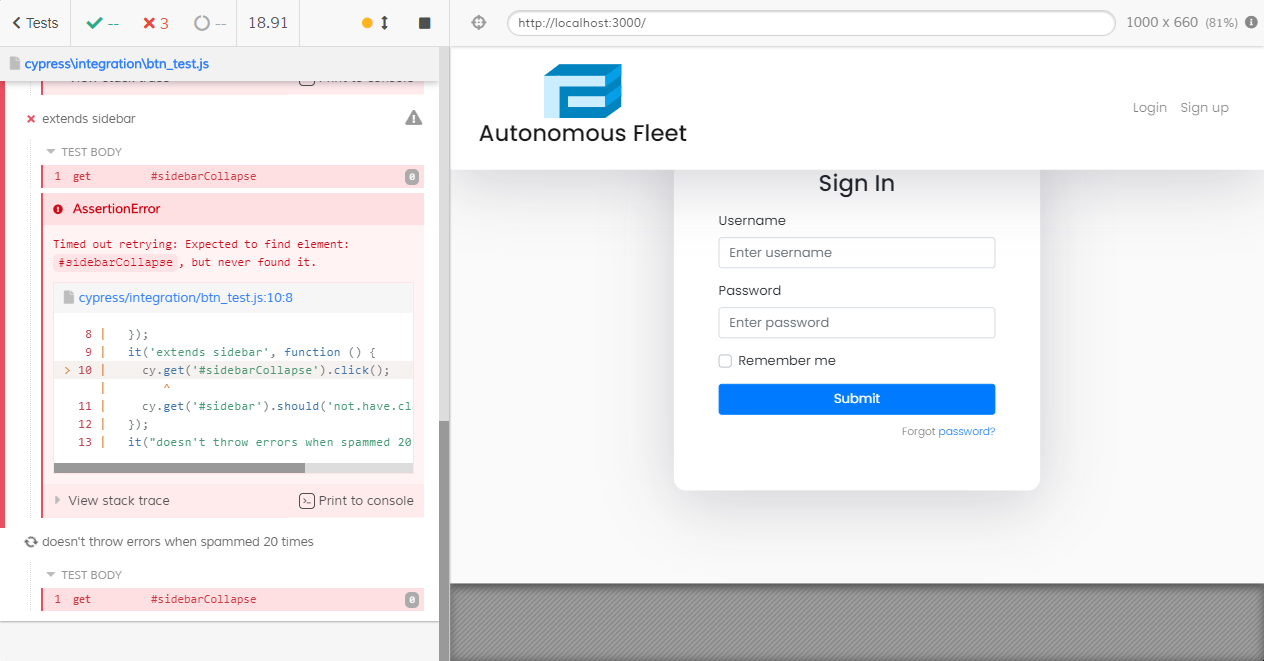 Tests
--
3
--
18.91
http://localhost:3000/
1000 x 660 (81%)
cypress\integration\btn_test.js
View stack trace
Print to console
extends sidebar
TEST BODY
1 get #sidebarCollapse 0
AssertionError
Timed out retrying: Expected to find element:
#sidebarCollapse, but never found it.
cypress/integration/btn_test.js:10:8
8 | });
9 | it('extends sidebar', function () {
> 10 | cy.get('#sidebarCollapse').click();
| ^
11 | cy.get('#sidebar').should('not.have.cl
12 | });
13 | it("doesn't throw errors when spammed 20
View stack trace
Print to console
doesn't throw errors when spammed 20 times
TEST BODY
1 get #sidebarCollapse 0
Autonomous Fleet
Login Sign up
Sign In
Username
Enter username
Password
Enter password
Remember me
Submit
Forgot password?